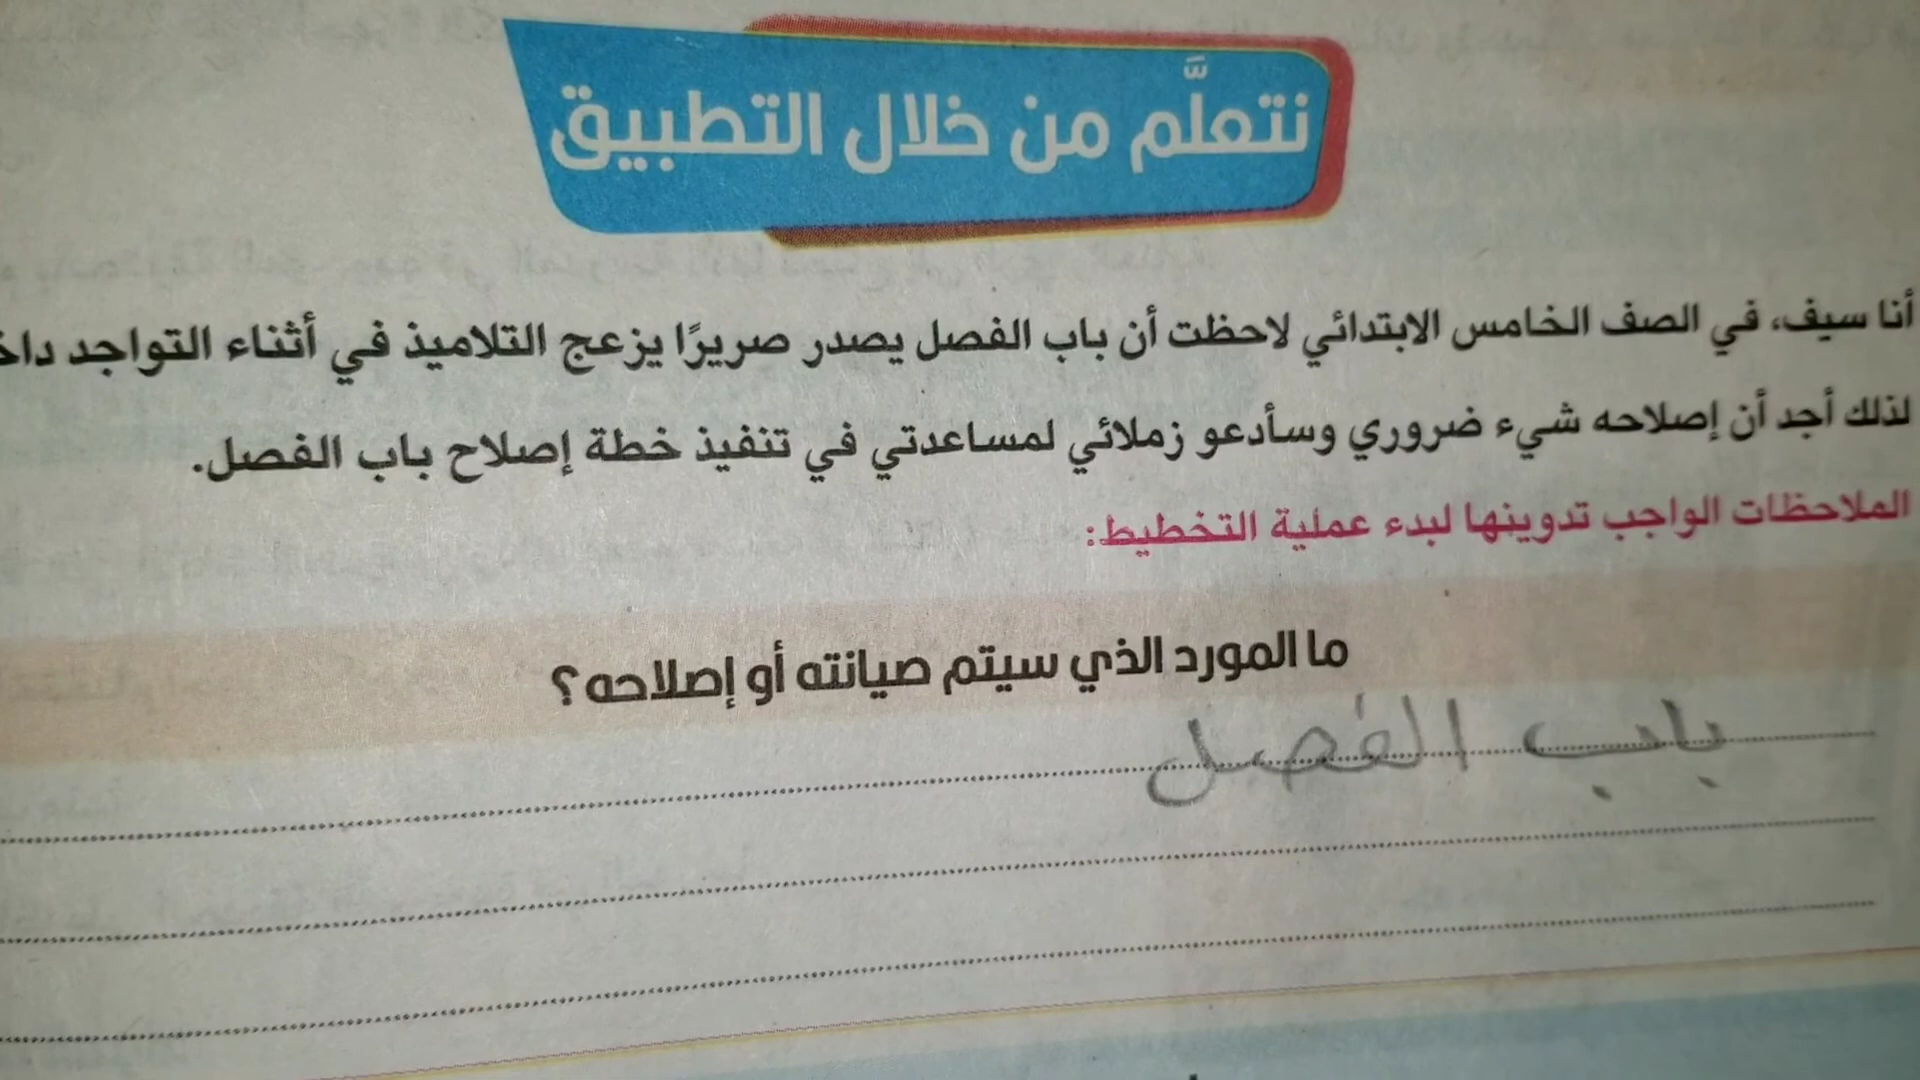 نتعلَّم من خلال التطبيق
أنا سيف، في الصف الخامس الابتدائي لاحظت أن باب الفصل يصدر صريرًا يزعج التلاميذ في أثناء التواجد
لذلك أجد أن إصلاحه شيء ضروري وسأدعو زملائي لمساعدتي في تنفيذ خطة إصلاح باب الفصل.
الملاحظات الواجب تدوينها لبدء عملية التخطيط:
ما المورد الذي سيتم صيانته أو إصلاحه؟
باب الفصل